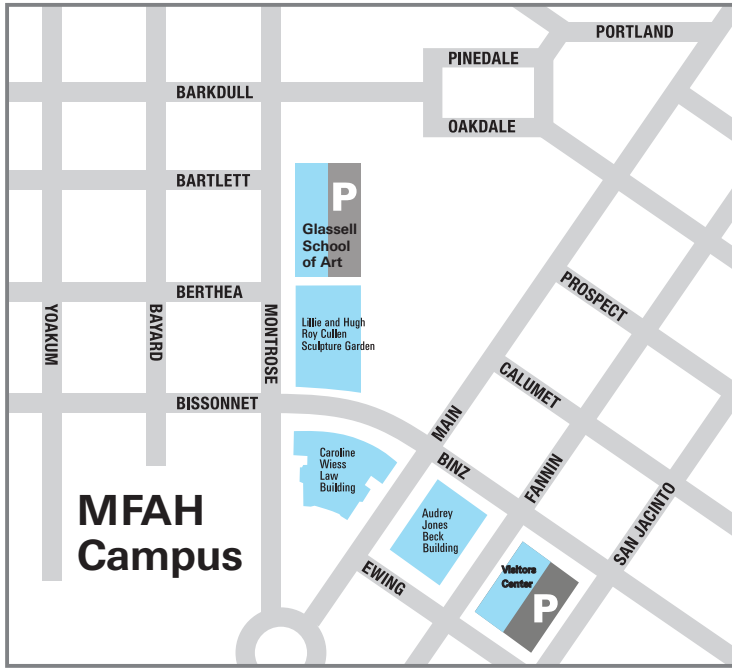 PORTLAND
PINEDALE
BARKDULL
OAKDALE
BARTLETT
P
Glassell
School
of Art
PROSPECT
BERTHEA
YOAKUM
BAYARD
MONTROSE
Lillie and Hugh
Roy Cullen
Sculpture Garden
CALUMET
BISSONNET
MAIN
BINZ
FANNIN
SAN JACINTO
Caroline
Wiess
Law
Building
MFAH
Campus
Audrey
Jones
Beck
Building
EWING
Visitors
Center
P